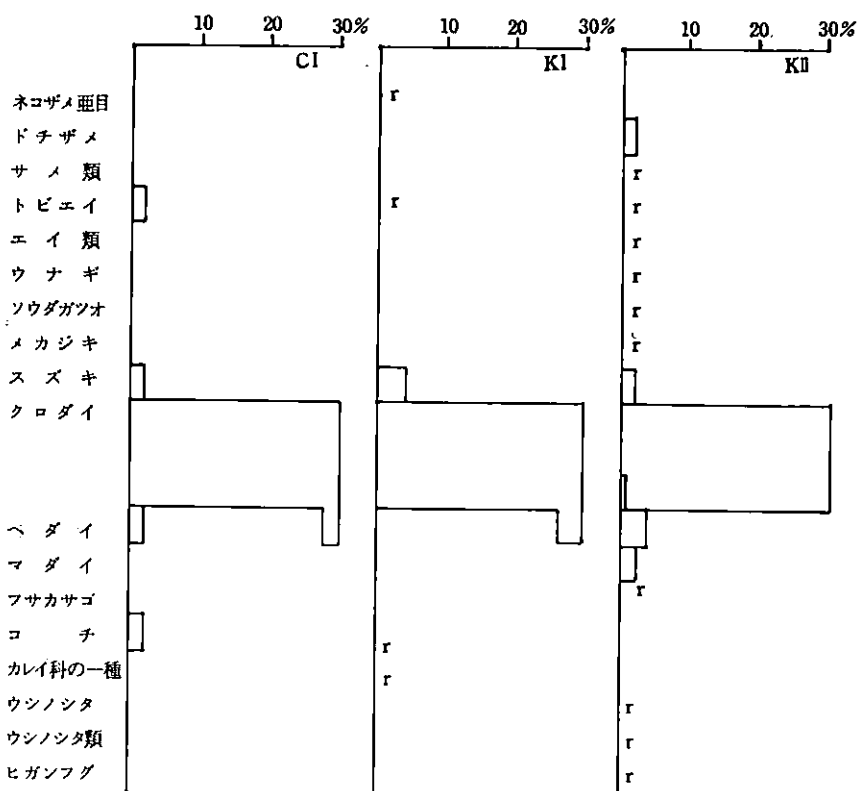 10 20 30% 10 20 30% 10 20 30%
CI KI KII
ネコザメ亜目 r
ドチザメ
サメ類 r
トビエイ r r
エイ類 r
ウナギ r
ソウダガツオ r
メカジキ r
スズキ
クロダイ
ヘダイ
マダイ
フサカサゴ r
コチ r
カレイ科の一種 r
ウシノシタ r
ウシノシタ類 r
ヒガンフグ r